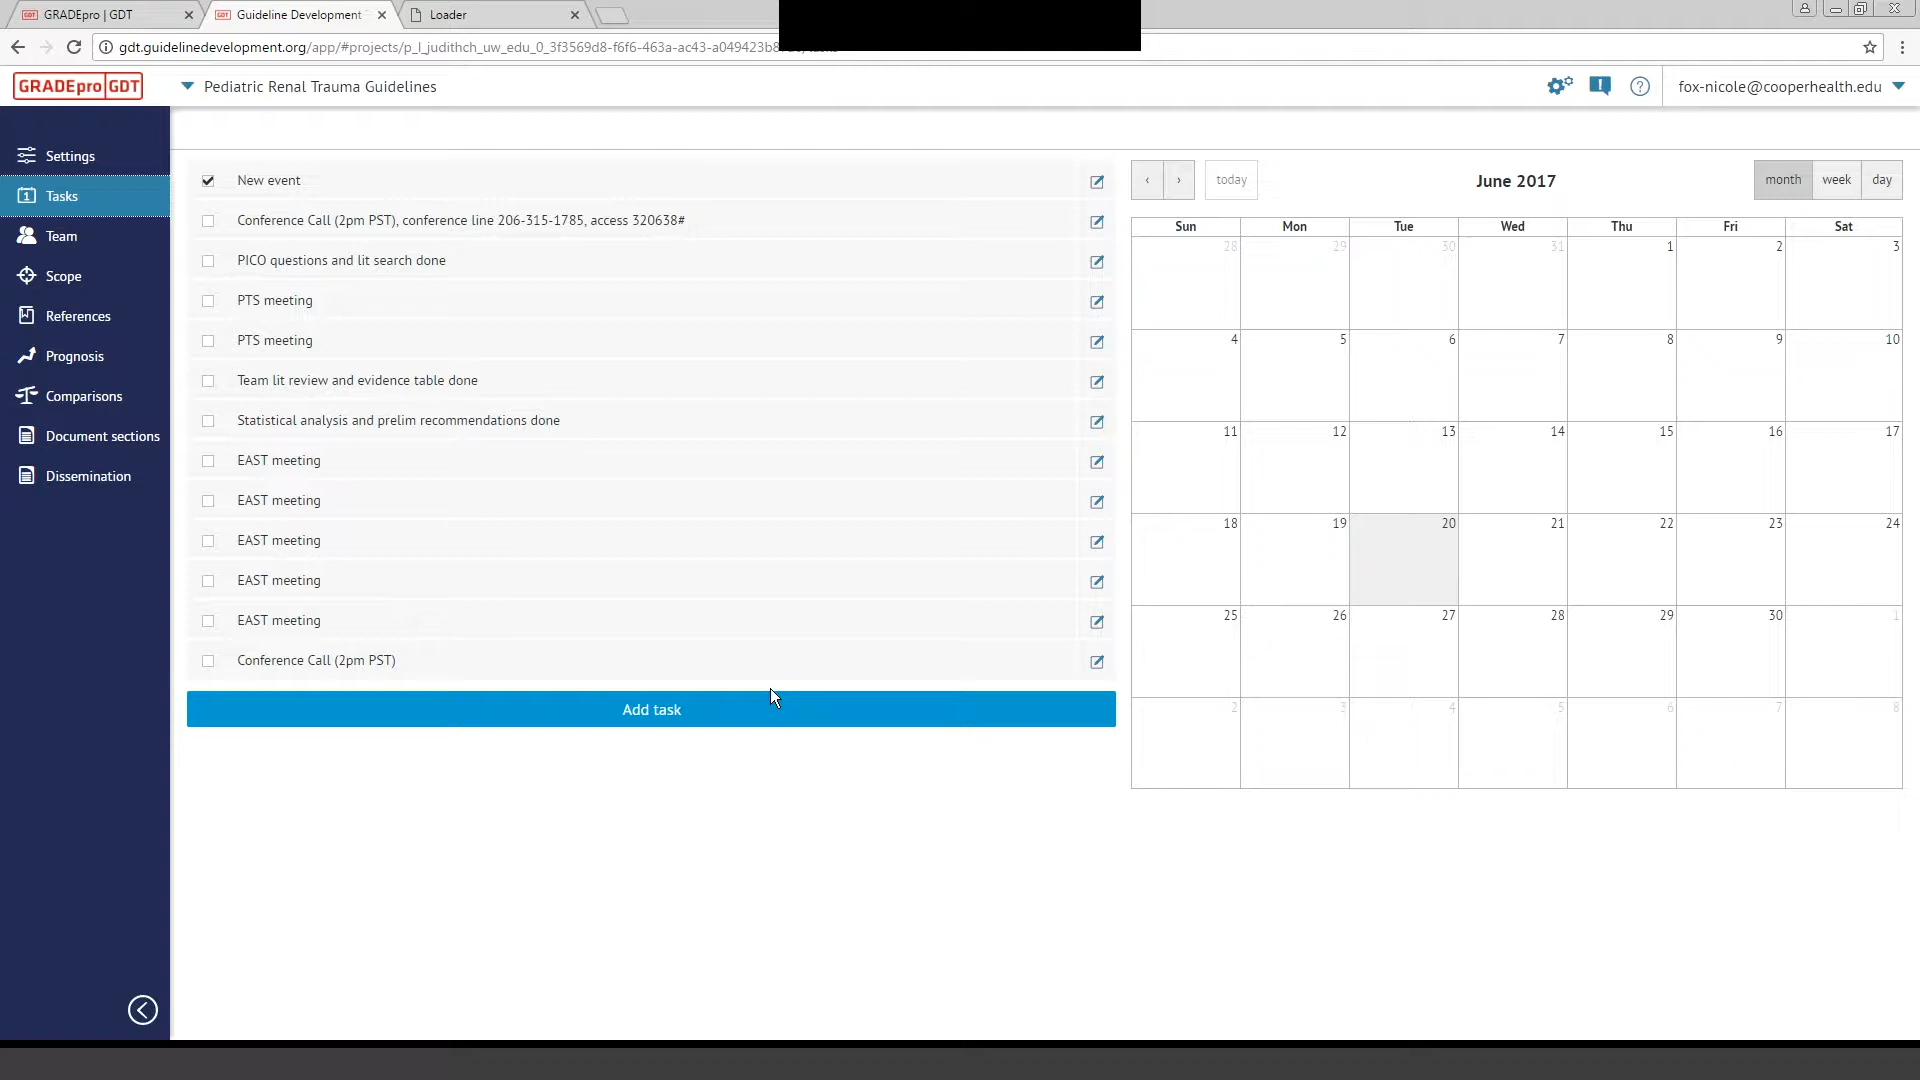 GRADEpro | GDT
Guideline Development
Loader
gdt.guidelinedevelopment.org/app/#projects/p_l_judithch_uw_edu_0_3f3569d8-f6f6-463a-ac43-a049423b8
GRADEpro GDT
Pediatric Renal Trauma Guidelines
fox-nicole@cooperhealth.edu
Settings
Tasks
Team
Scope
References
Prognosis
Comparisons
Document sections
Dissemination
New event
Conference Call (2pm PST), conference line 206-315-1785, access 320638#
PICO questions and lit search done
PTS meeting
PTS meeting
Team lit review and evidence table done
Statistical analysis and prelim recommendations done
EAST meeting
EAST meeting
EAST meeting
EAST meeting
EAST meeting
Conference Call (2pm PST)
Add task
today
June 2017
month week day
Sun Mon Tue Wed Thu Fri Sat
28 29 30 31 1 2 3
4 5 6 7 8 9 10
11 12 13 14 15 16 17
18 19 20 21 22 23 24
25 26 27 28 29 30 1
2 3 4 5 6 7 8